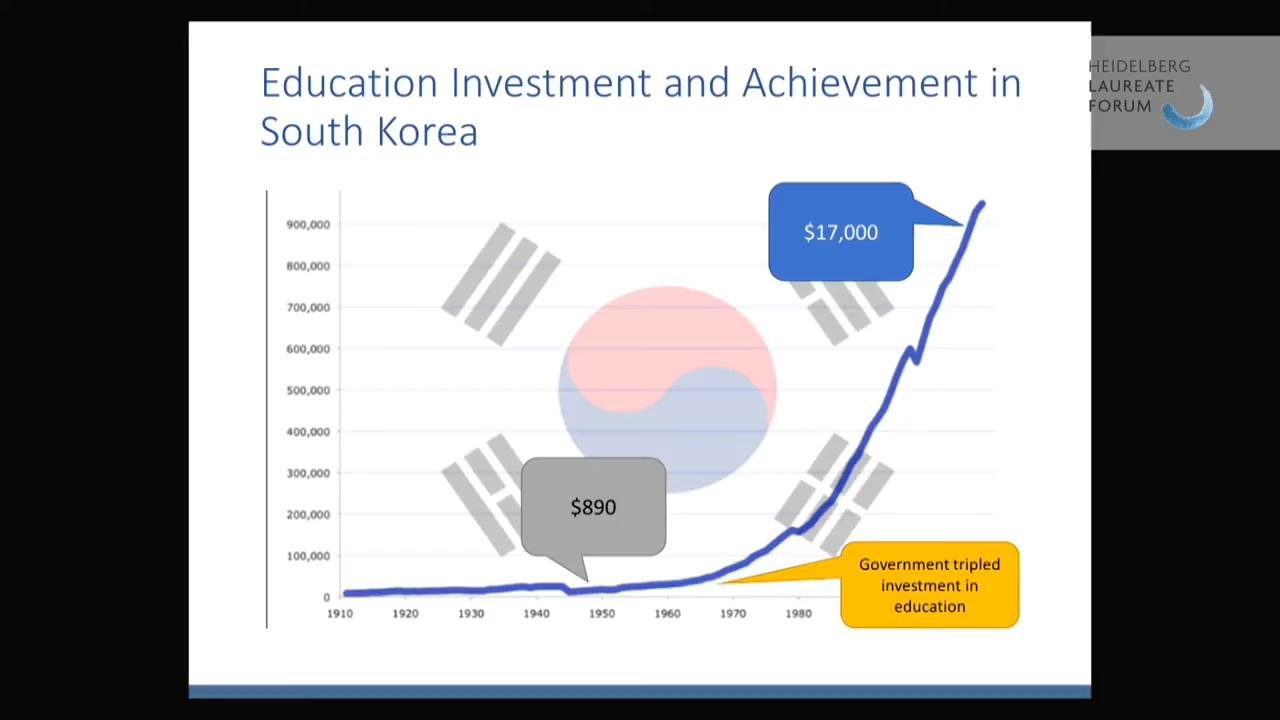 Education Investment and Achievement in
South Korea
HEIDELBERG
LAUREATE
FORUM
$17,000
900,000
800,000
700,000
600,000
500,000
400,000
300,000
200,000
100,000
0
$890
Government tripled
investment in
education
1910
1920
1930
1940
1950
1960
1970
1980